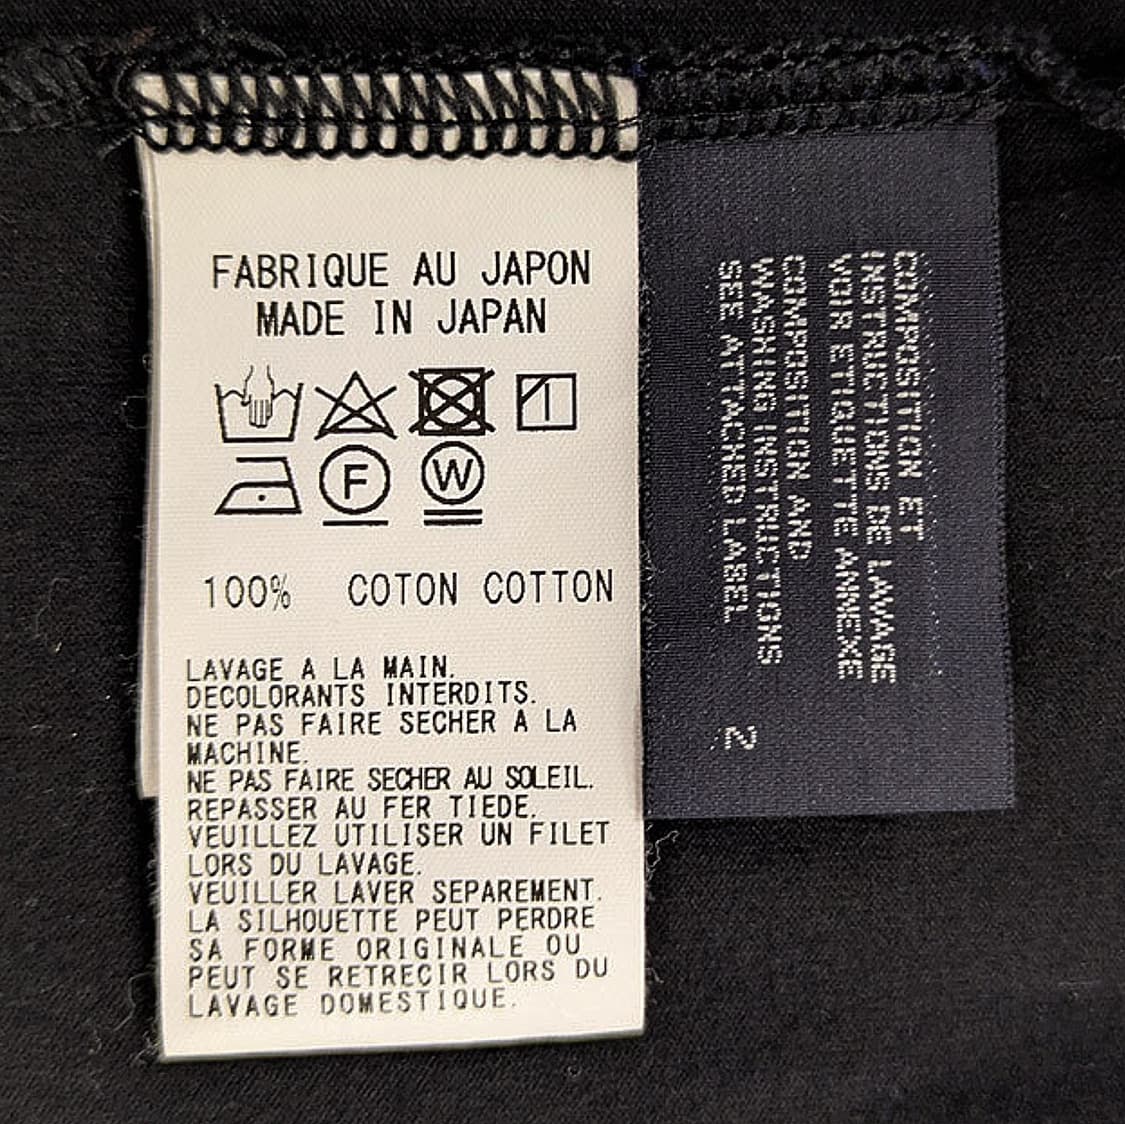 FABRIQUE AU JAPON
MADE IN JAPAN
F
W
100% COTON COTTON
LAVAGE A LA MAIN.
DECOLORANTS INTERDITS.
NE PAS FAIRE SECHER A LA
MACHINE.
NE PAS FAIRE SECHER AU SOLEIL.
REPASSER AU FER TIEDE.
VEUILLEZ UTILISER UN FILET
LORS DU LAVAGE.
VEUILLER LAVER SEPAREMENT.
LA SILHOUETTE PEUT PERDRE
SA FORME ORIGINALE OU
PEUT SE RETRECIR LORS DU
LAVAGE DOMESTIQUE.
COMPOSITION ET
INSTRUCTIONS DE LAVAGE
VOIR ETIQUETTE ANNEXE
COMPOSITION AND
WASHING INSTRUCTIONS
SEE ATTACHED LABEL
2